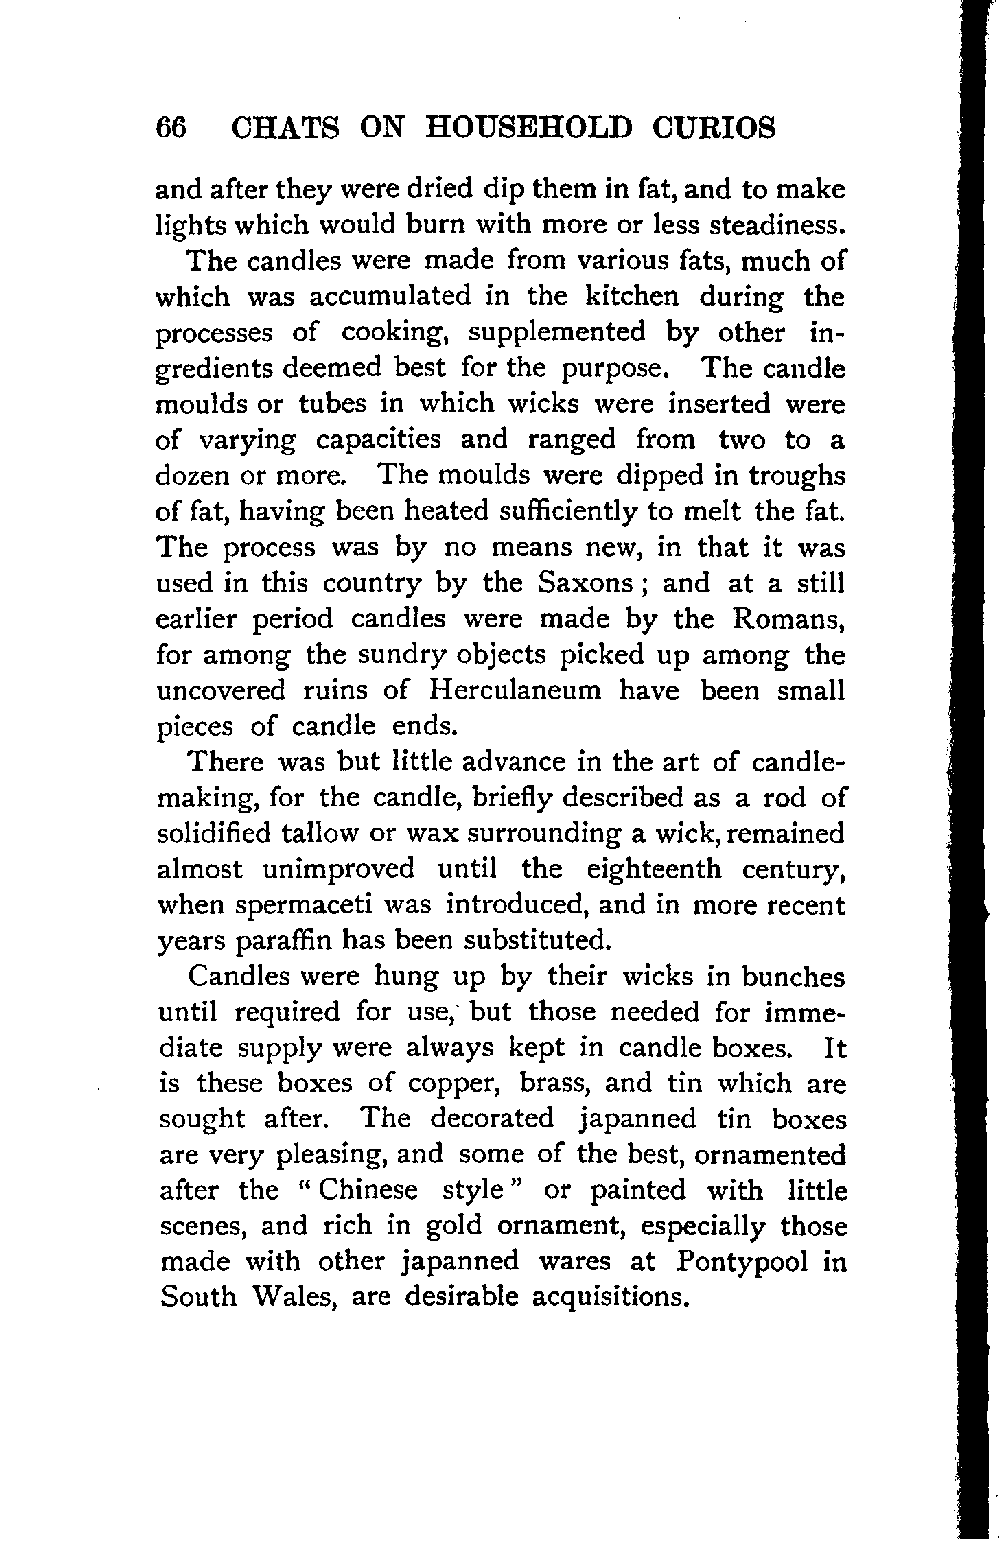 66 CHATS ON HOUSEHOLD CURIOS
and after they were dried dip them in fat, and to make
lights which would burn with more or less steadiness.
The candles were made from various fats, much of
which was accumulated in the kitchen during the
processes of cooking, supplemented by other in-
gredients deemed best for the purpose. The candle
moulds or tubes in which wicks were inserted were
of varying capacities and ranged from two to a
dozen or more. The moulds were dipped in troughs
of fat, having been heated sufficiently to melt the fat.
The process was by no means new, in that it was
used in this country by the Saxons; and at a still
earlier period candles were made by the Romans,
for among the sundry objects picked up among the
uncovered ruins of Herculaneum have been small
pieces of candle ends.
There was but little advance in the art of candle-
making, for the candle, briefly described as a rod of
solidified tallow or wax surrounding a wick, remained
almost unimproved until the eighteenth century,
when spermaceti was introduced, and in more recent
years paraffin has been substituted.
Candles were hung up by their wicks in bunches
until required for use, but those needed for imme-
diate supply were always kept in candle boxes. It
is these boxes of copper, brass, and tin which are
sought after. The decorated japanned tin boxes
are very pleasing, and some of the best, ornamented
after the "Chinese style" or painted with little
scenes, and rich in gold ornament, especially those
made with other japanned wares at Pontypool in
South Wales, are desirable acquisitions.